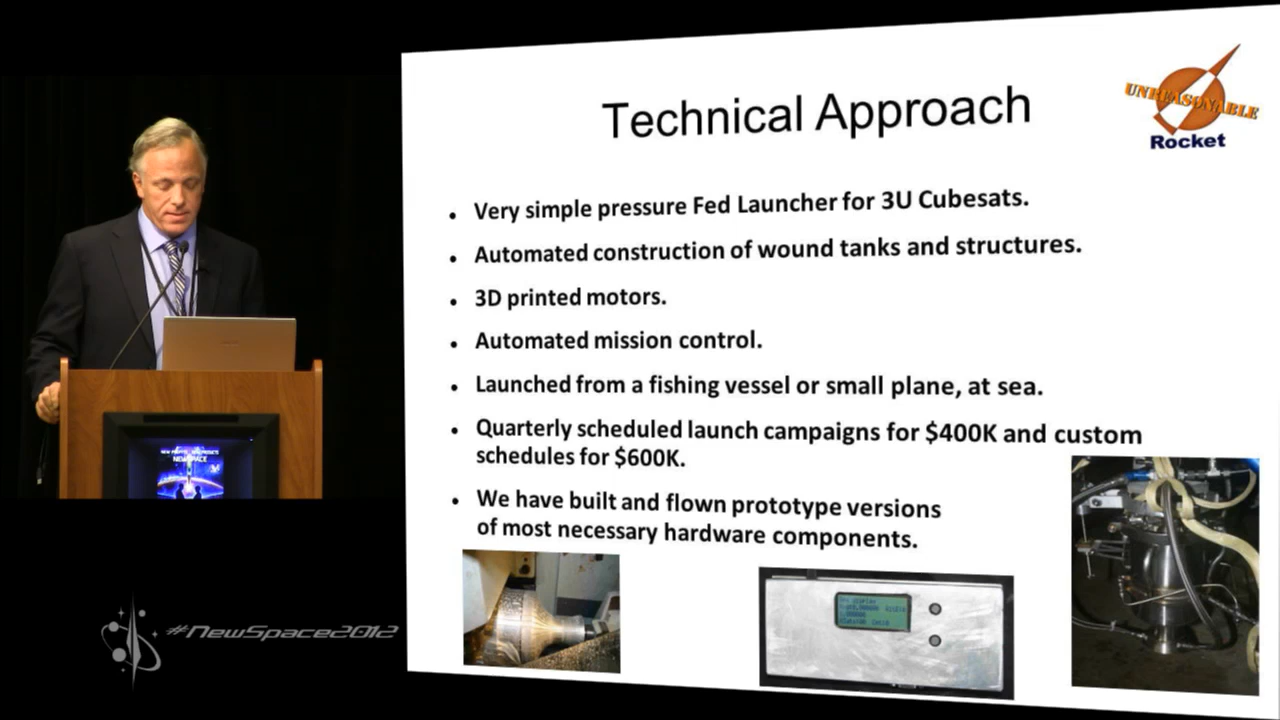 Technical Approach
UNREASONABLE
Rocket
• Very simple pressure Fed Launcher for 3U Cubesats.
• Automated construction of wound tanks and structures.
• 3D printed motors.
• Automated mission control.
• Launched from a fishing vessel or small plane, at sea.
• Quarterly scheduled launch campaigns for $400K and custom
schedules for $600K.
• We have built and flown prototype versions
of most necessary hardware components.
NEWSPACE
#NewSpace2012